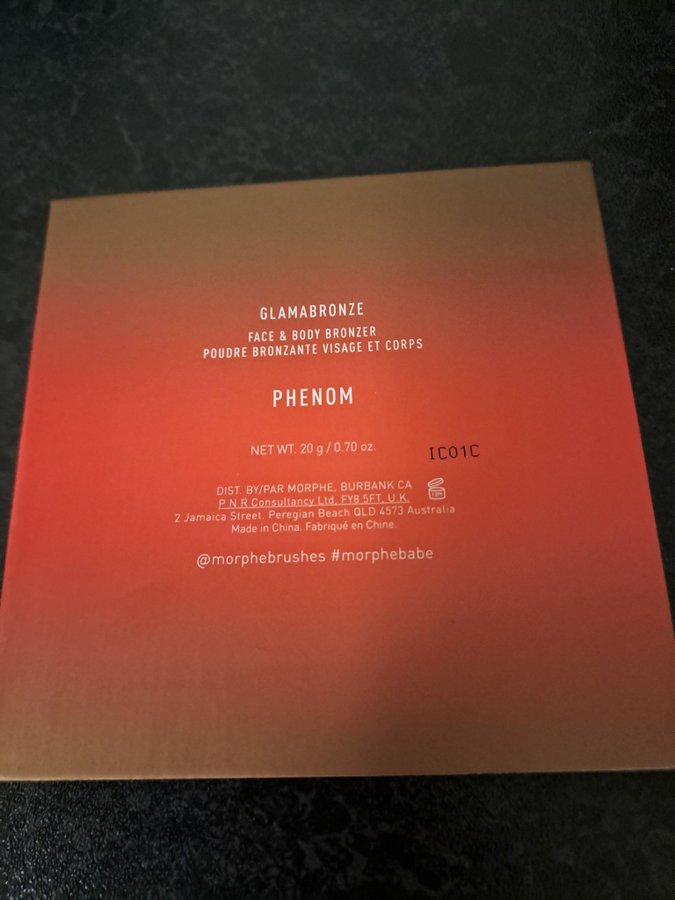 GLAMABRONZE
FACE & BODY BRONZER
POUDRE BRONZANTE VISAGE ET CORPS
PHENOM
NET WT. 20 g / 0.70 oz.
IC01C
DIST. BY/PAR MORPHE, BURBANK CA
P N R Consultancy Ltd, FY8 5FT, U.K.
2 Jamaica Street. Peregian Beach QLD 4573 Australia
Made in China. Fabriqué en Chine.
@morphebrushes #morphebabe